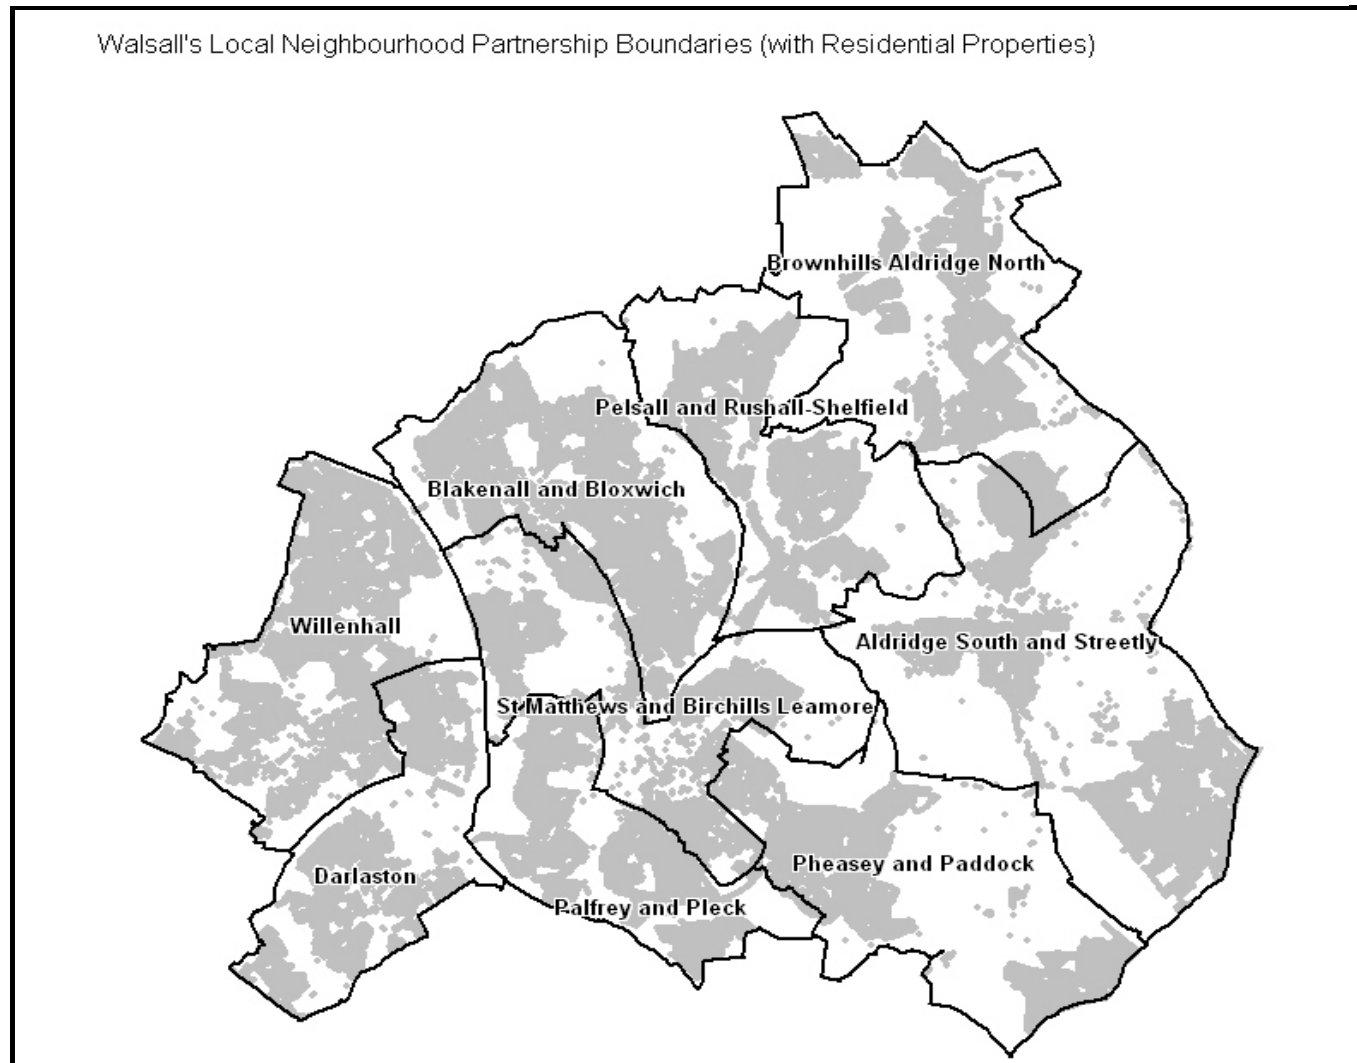 Walsall's Local Neighbourhood Partnership Boundaries (with Residential Properties)
Brownhills Aldridge North
Pelsall and Rushall-Shelfield
Blakenall and Bloxwich
Willenhall
Aldridge South and Streetly
St Matthews and Birchills Leamore
Pheasey and Paddock
Darlaston
Palfrey and Pleck